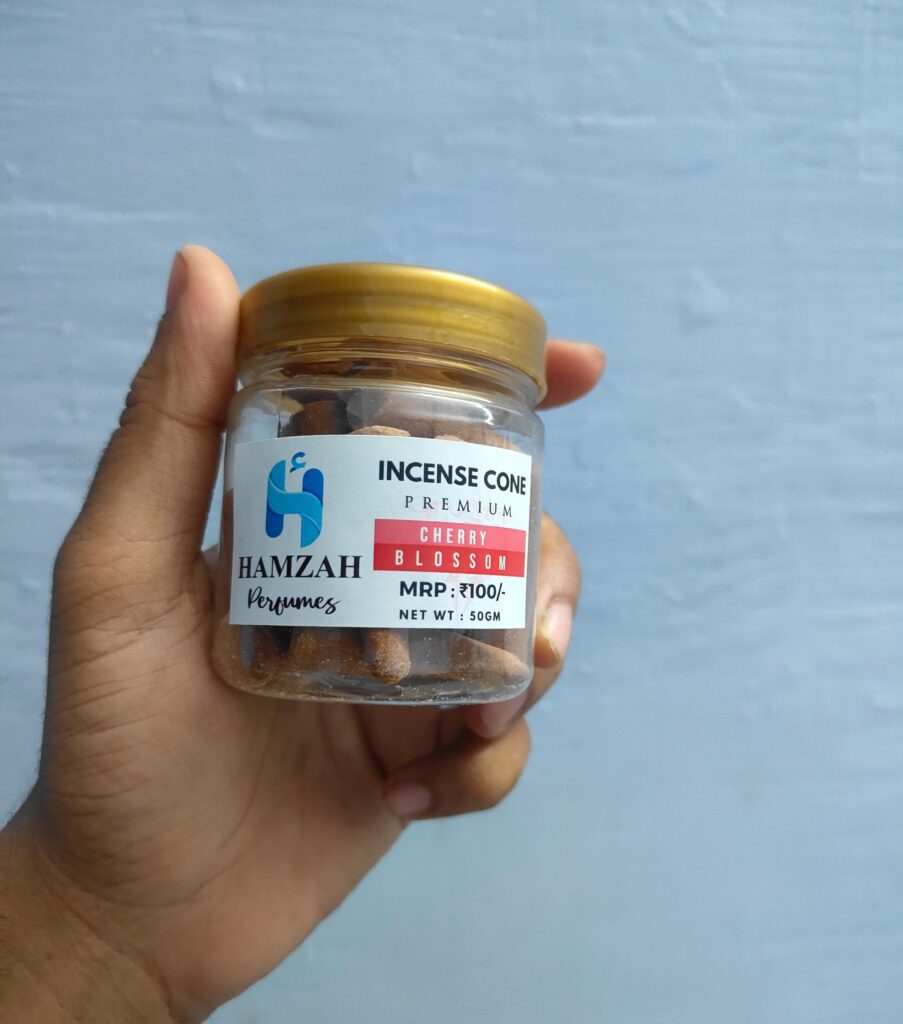 HAMZAH
Perfumes
INCENSE CONE
PREMIUM
CHERRY
BLOSSOM
MRP : ₹100/-
NET WT : 50GM